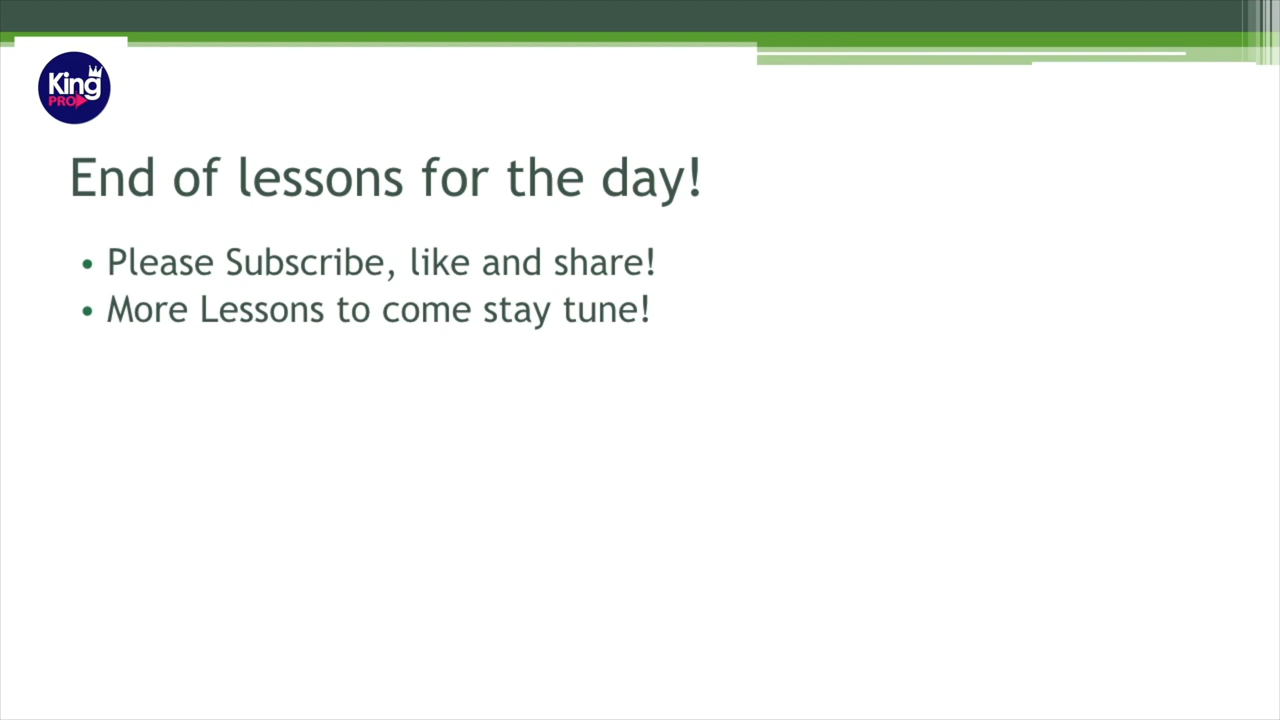 King
PRO
End of lessons for the day!
• Please Subscribe, like and share!
• More Lessons to come stay tune!